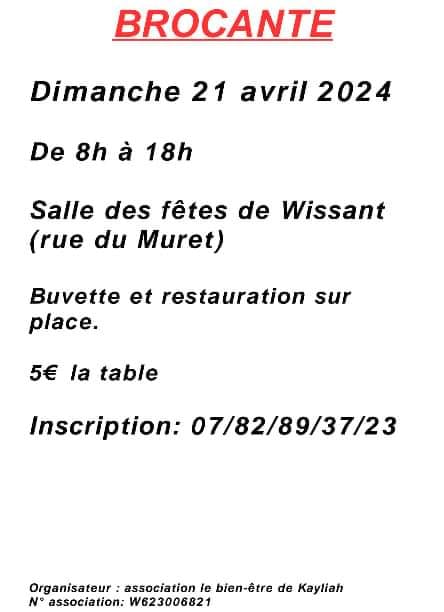 BROCANTE
Dimanche 21 avril 2024
De 8h à 18h
Salle des fêtes de Wissant
(rue du Muret)
Buvette et restauration sur
place.
5€ la table
Inscription: 07/82/89/37/23
Organisateur : association le bien-être de Kayliah
N° association: W623006821